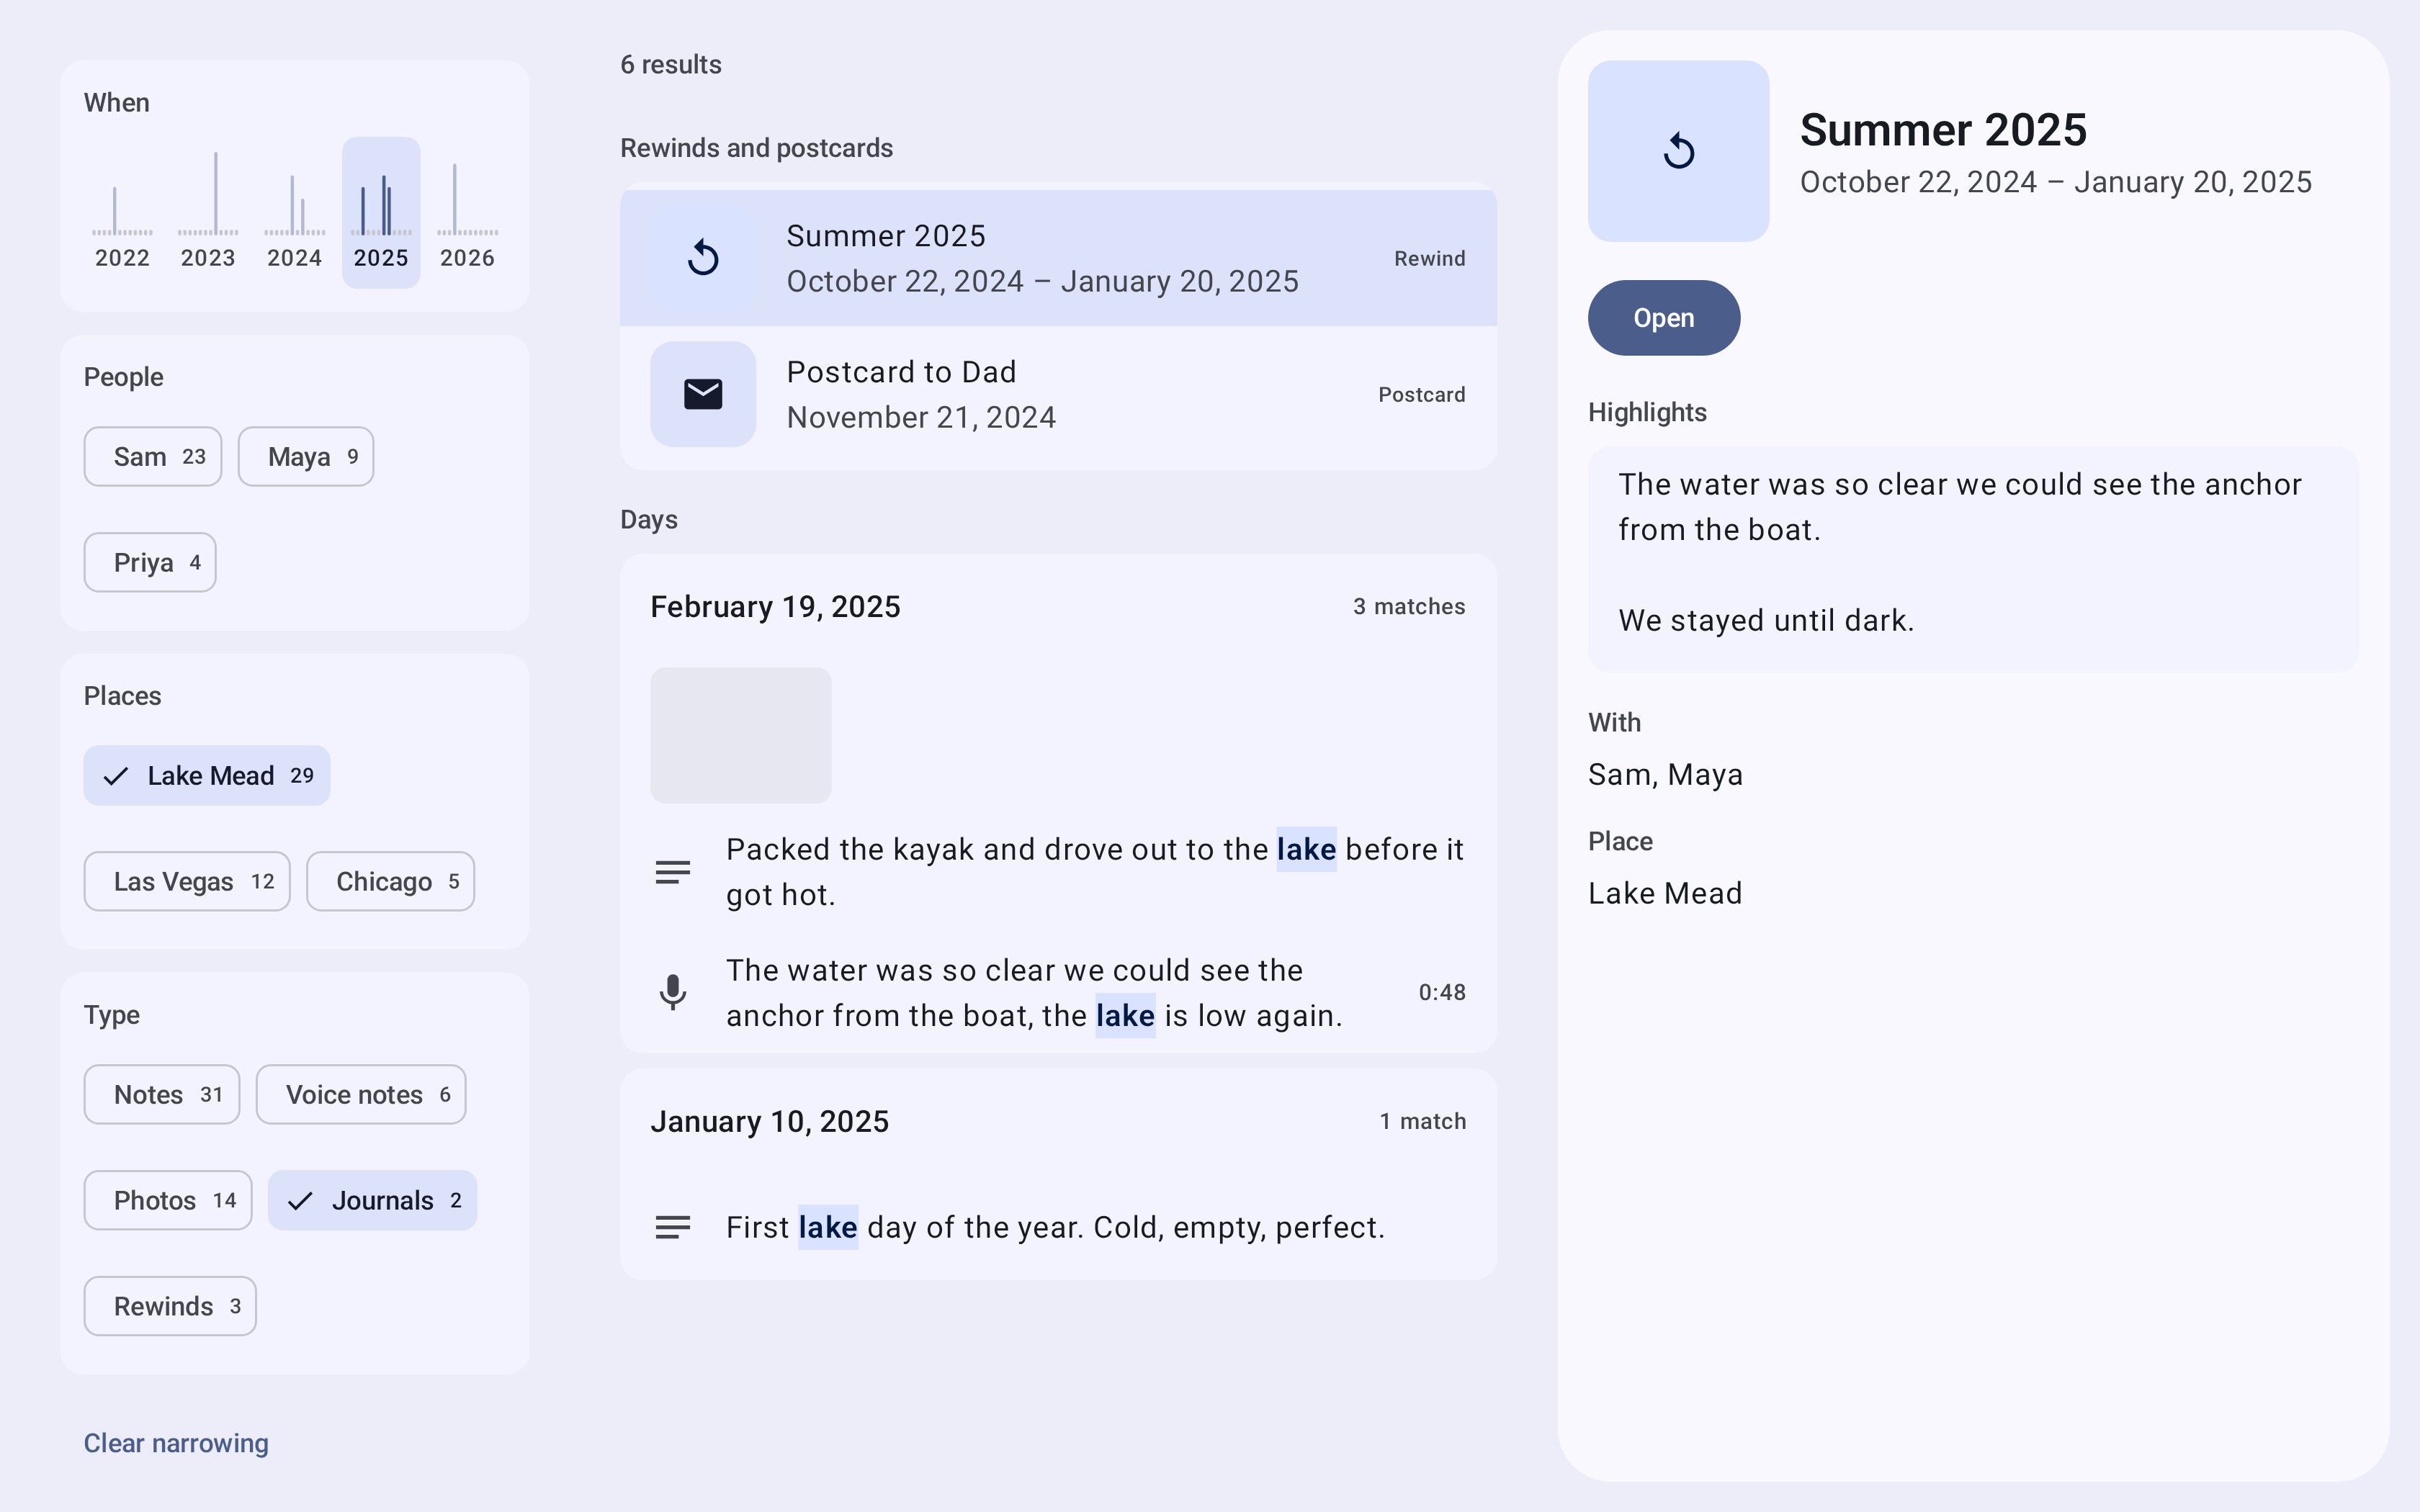 When
2022 2023 2024 2025 2026
People
Sam 23 Maya 9
Priya 4
Places
Lake Mead 29
Las Vegas 12 Chicago 5
Type
Notes 31 Voice notes 6
Photos 14 Journals 2
Rewinds 3
Clear narrowing
6 results
Rewinds and postcards
Summer 2025
October 22, 2024 – January 20, 2025
Rewind
Postcard to Dad
November 21, 2024
Postcard
Days
February 19, 2025 3 matches
Packed the kayak and drove out to the lake before it
got hot.
The water was so clear we could see the
anchor from the boat, the lake is low again.
0:48
January 10, 2025 1 match
First lake day of the year. Cold, empty, perfect.
Summer 2025
October 22, 2024 – January 20, 2025
Open
Highlights
The water was so clear we could see the anchor
from the boat.
We stayed until dark.
With
Sam, Maya
Place
Lake Mead